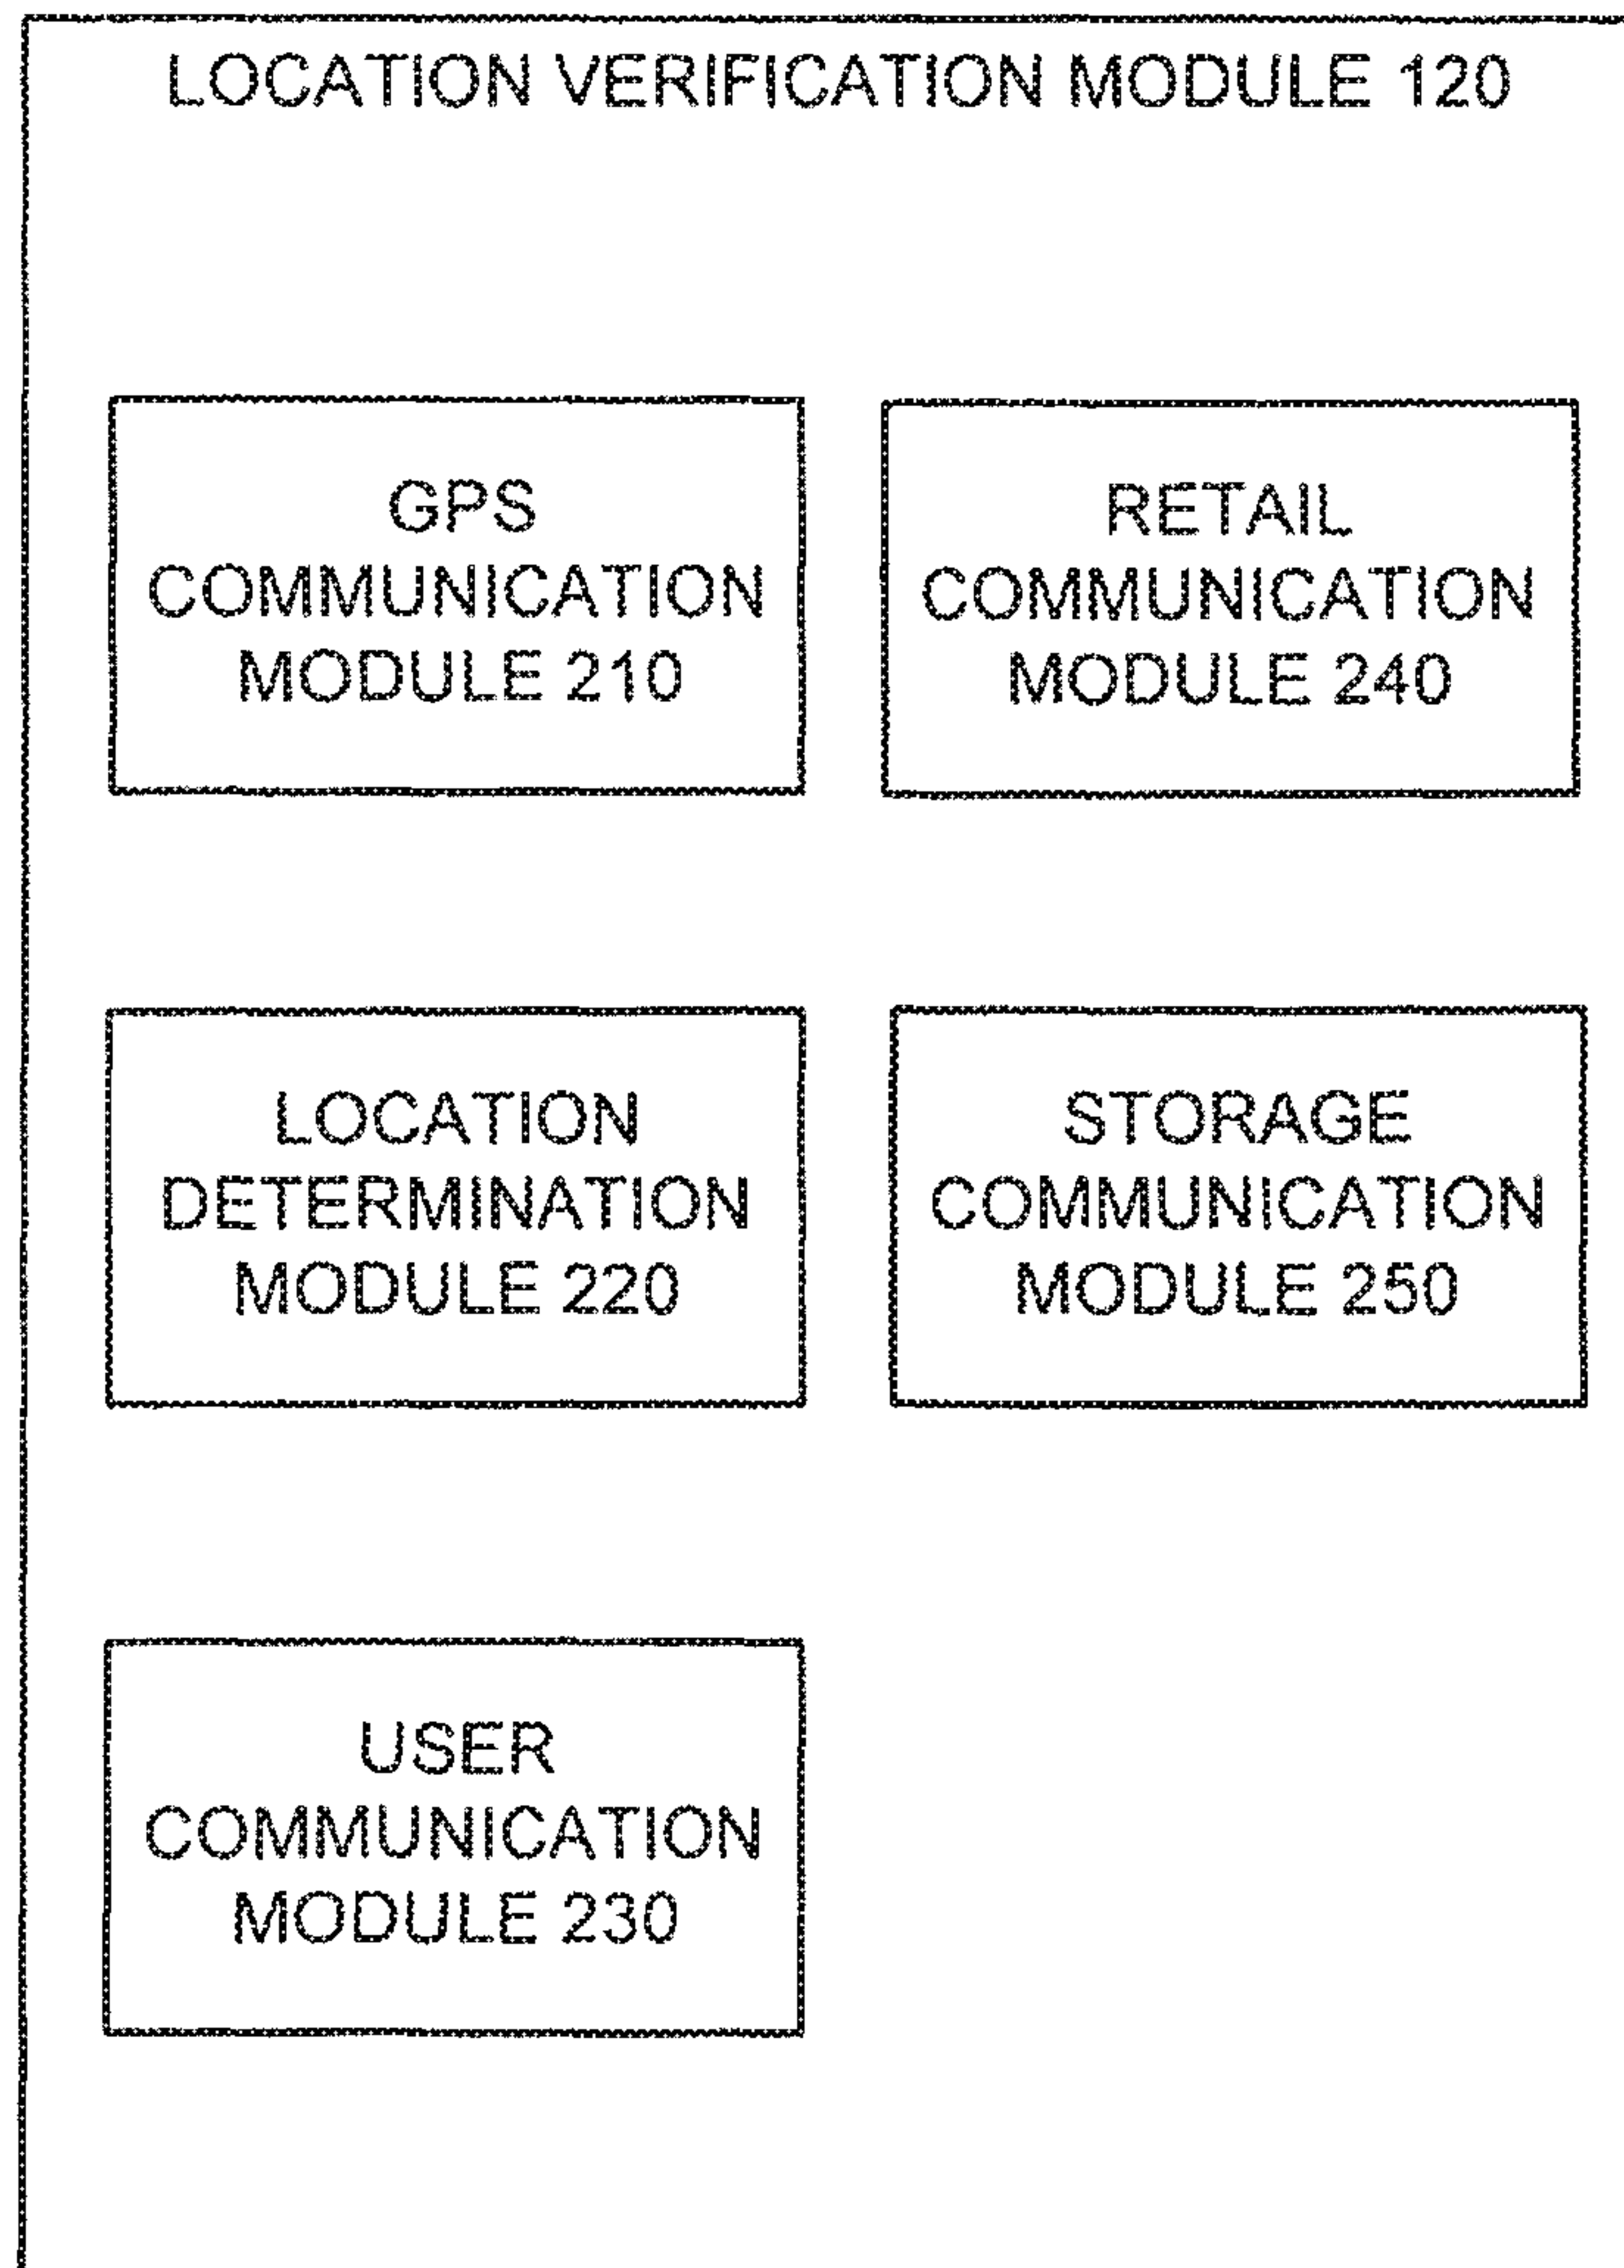 LOCATION VERIFICATION MODULE 120
GPS
COMMUNICATION
MODULE 210
RETAIL
COMMUNICATION
MODULE 240
LOCATION
DETERMINATION
MODULE 220
STORAGE
COMMUNICATION
MODULE 250
USER
COMMUNICATION
MODULE 230